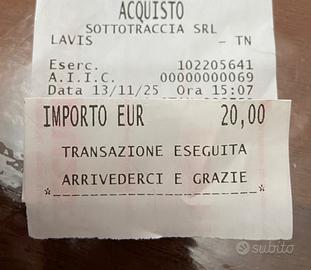 ACQUISTO
SOTTOTRACCIA SRL
LAVIS - TN
Eserc. 102205641
A.I.I.C. 00000000069
Data 13/11/25 Ora 15:07
IMPORTO EUR 20,00
TRANSAZIONE ESEGUITA
ARRIVEDERCI E GRAZIE
*--------------------*
subito